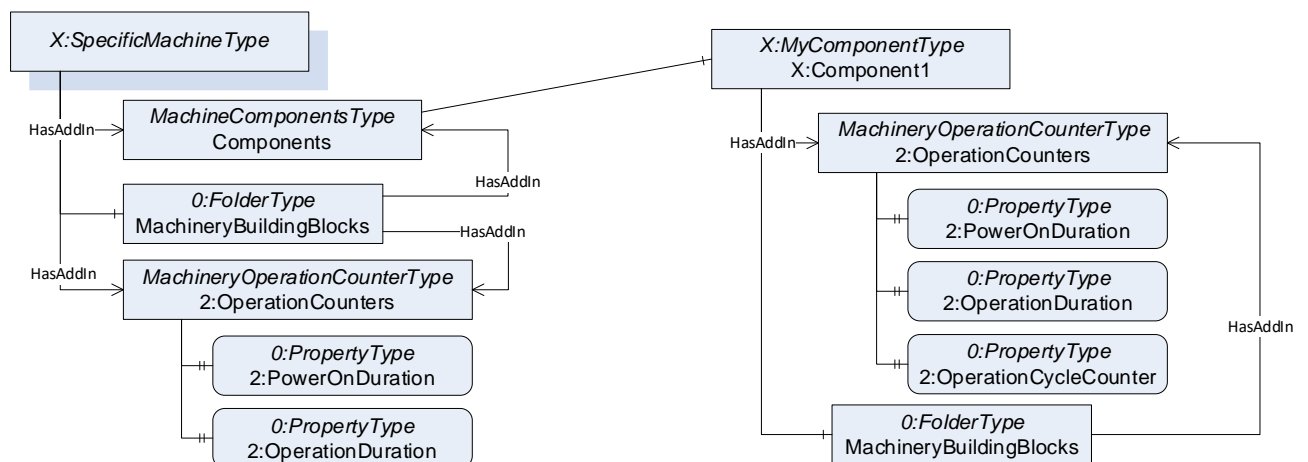 X:SpecificMachineType
HasAddIn
MachineComponentsType
Components
HasAddIn
0:FolderType
MachineryBuildingBlocks
HasAddIn
HasAddIn
MachineryOperationCounterType
2:OperationCounters
0:PropertyType
2:PowerOnDuration
0:PropertyType
2:OperationDuration
X:MyComponentType
X:Component1
HasAddIn
MachineryOperationCounterType
2:OperationCounters
0:PropertyType
2:PowerOnDuration
0:PropertyType
2:OperationDuration
HasAddIn
0:PropertyType
2:OperationCycleCounter
0:FolderType
MachineryBuildingBlocks